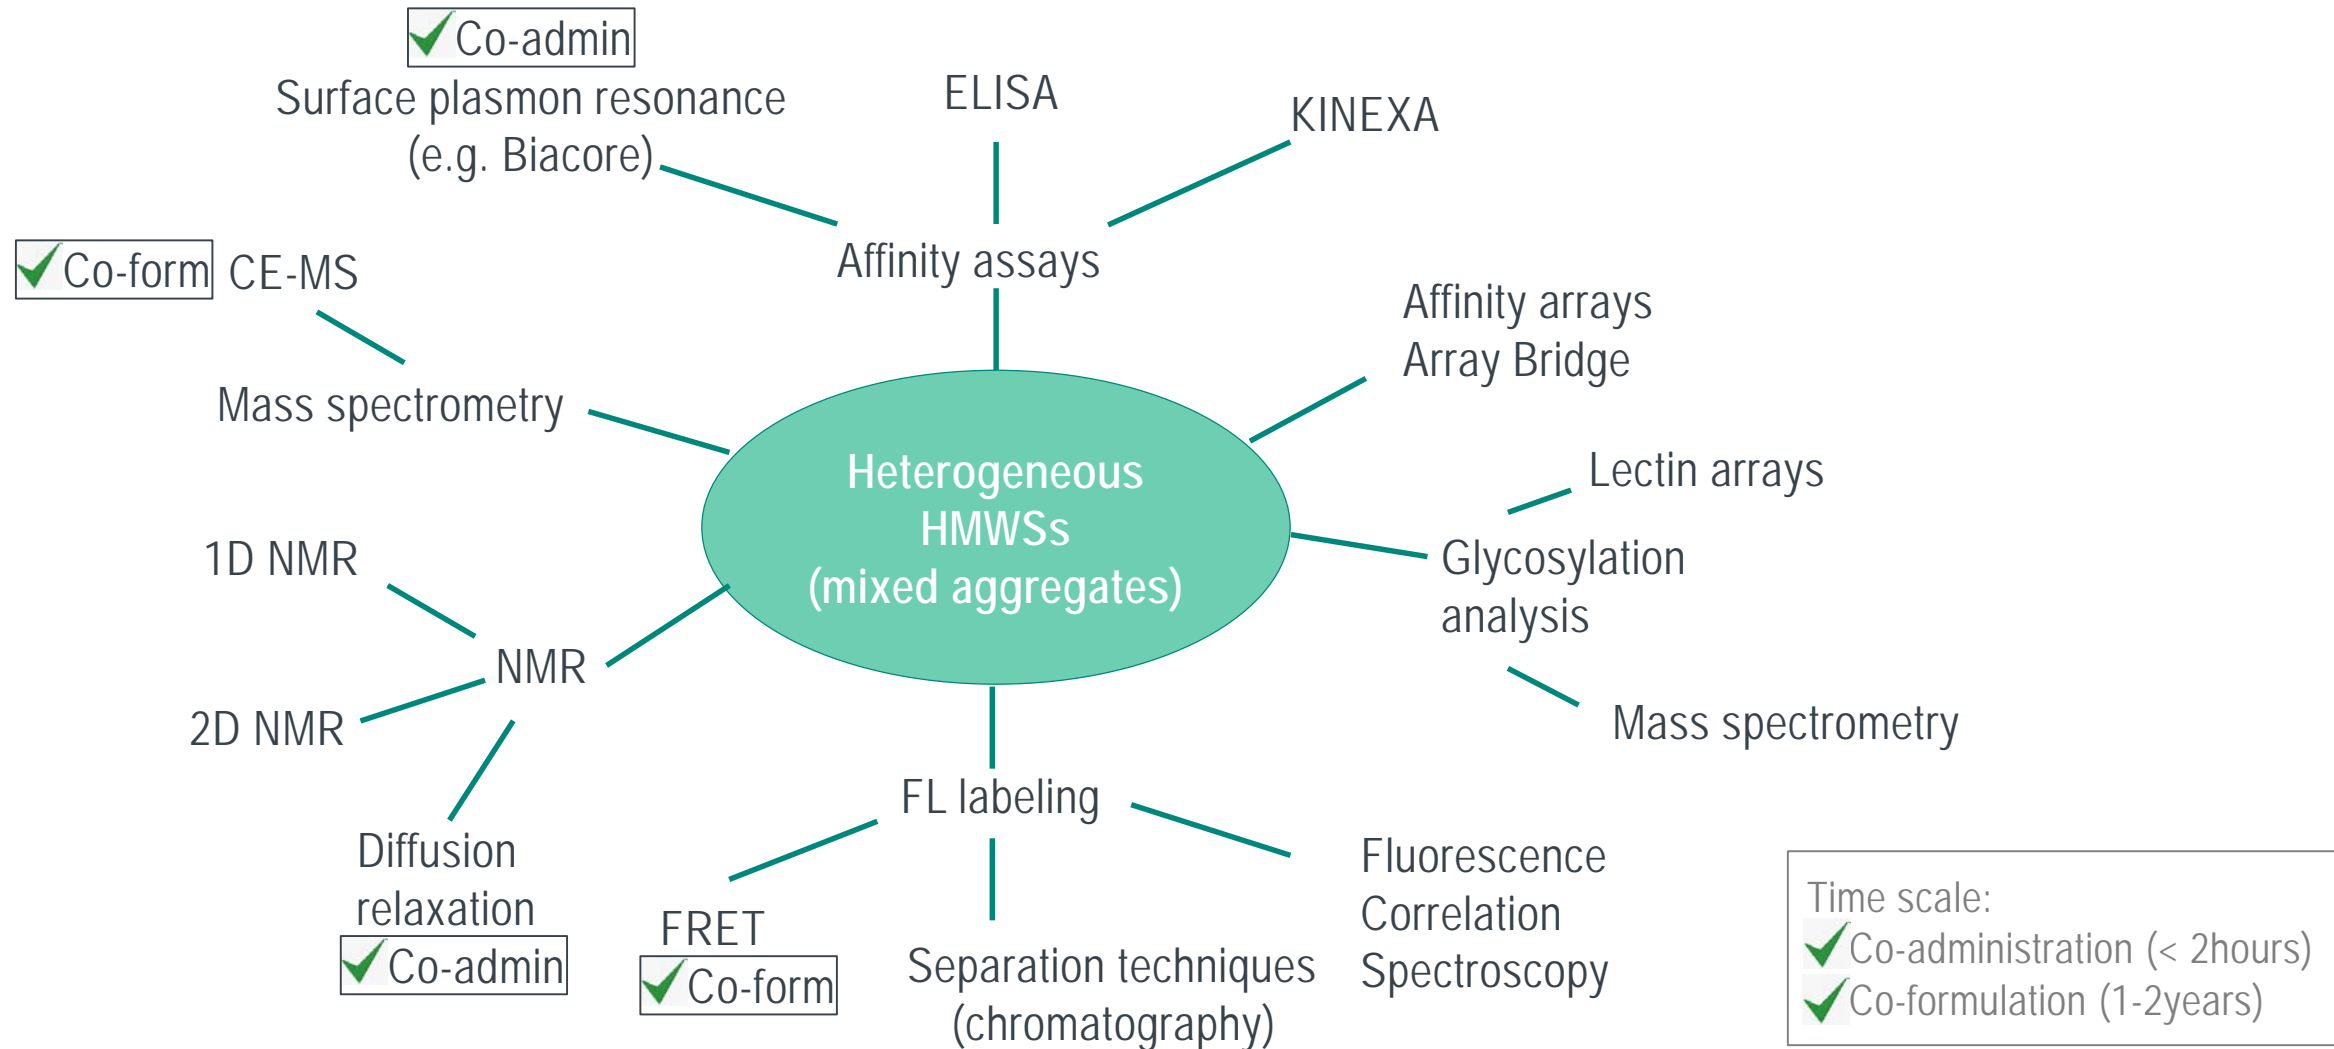 Co-admin
Surface plasmon resonance
(e.g. Biacore)
ELISA
KINEXA
Co-form
CE-MS
Affinity assays
Affinity arrays
Array Bridge
Mass spectrometry
Heterogeneous
HMWSs
(mixed aggregates)
Lectin arrays
Glycosylation
analysis
1D NMR
NMR
2D NMR
Mass spectrometry
FL labeling
Diffusion
relaxation
Co-admin
FRET
Co-form
Separation techniques
(chromatography)
Fluorescence
Correlation
Spectroscopy
Time scale:
Co-administration (< 2hours)
Co-formulation (1-2years)